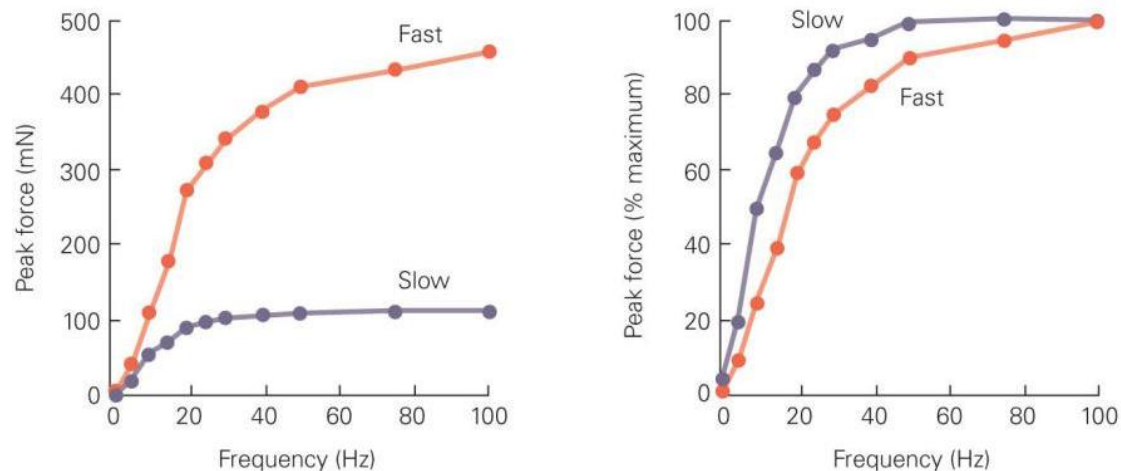 500
400
300
200
100
0
Peak force (mN)
Fast
Slow
0 20 40 60 80 100
Frequency (Hz)
100
80
60
40
20
0
Peak force (% maximum)
Slow
Fast
0 20 40 60 80 100
Frequency (Hz)